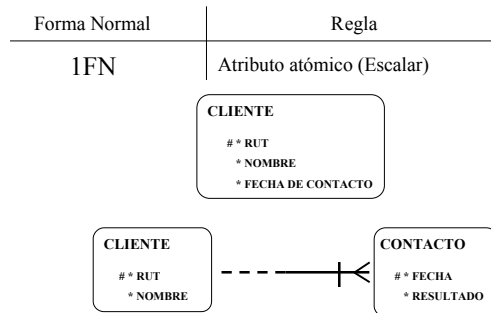 Forma Normal Regla
1FN Atributo atómico (Escalar)
CLIENTE
# * RUT
* NOMBRE
* FECHA DE CONTACTO
CLIENTE
# * RUT
* NOMBRE
CONTACTO
# * FECHA
* RESULTADO